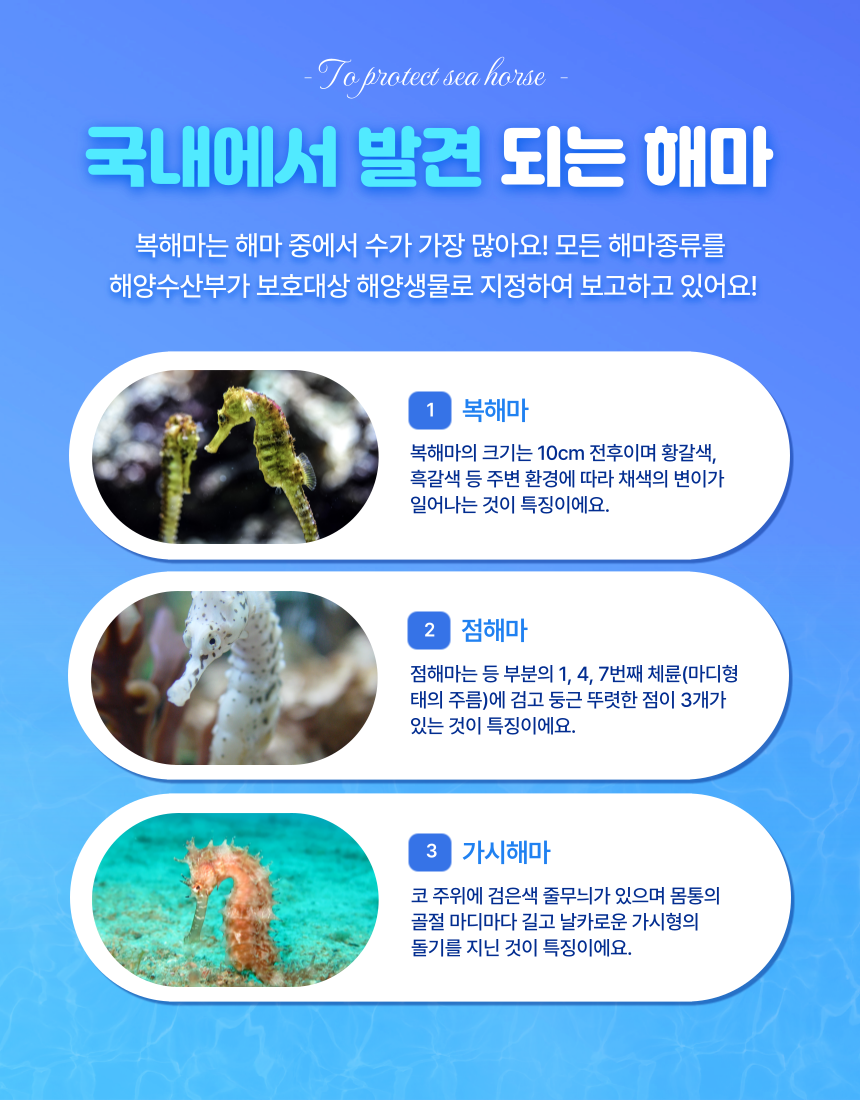 - To protect sea horse -
국내에서 발견 되는 해마
복해마는 해마 중에서 수가 가장 많아요! 모든 해마종류를
해양수산부가 보호대상 해양생물로 지정하여 보고하고 있어요!
1 복해마
복해마의 크기는 10cm 전후이며 황갈색,
흑갈색 등 주변 환경에 따라 채색의 변이가
일어나는 것이 특징이에요.
2 점해마
점해마는 등 부분의 1, 4, 7번째 체륜(마디형
태의 주름)에 검고 둥근 뚜렷한 점이 3개가
있는 것이 특징이에요.
3 가시해마
코 주위에 검은색 줄무늬가 있으며 몸통의
골절 마디마다 길고 날카로운 가시형의
돌기를 지닌 것이 특징이에요.